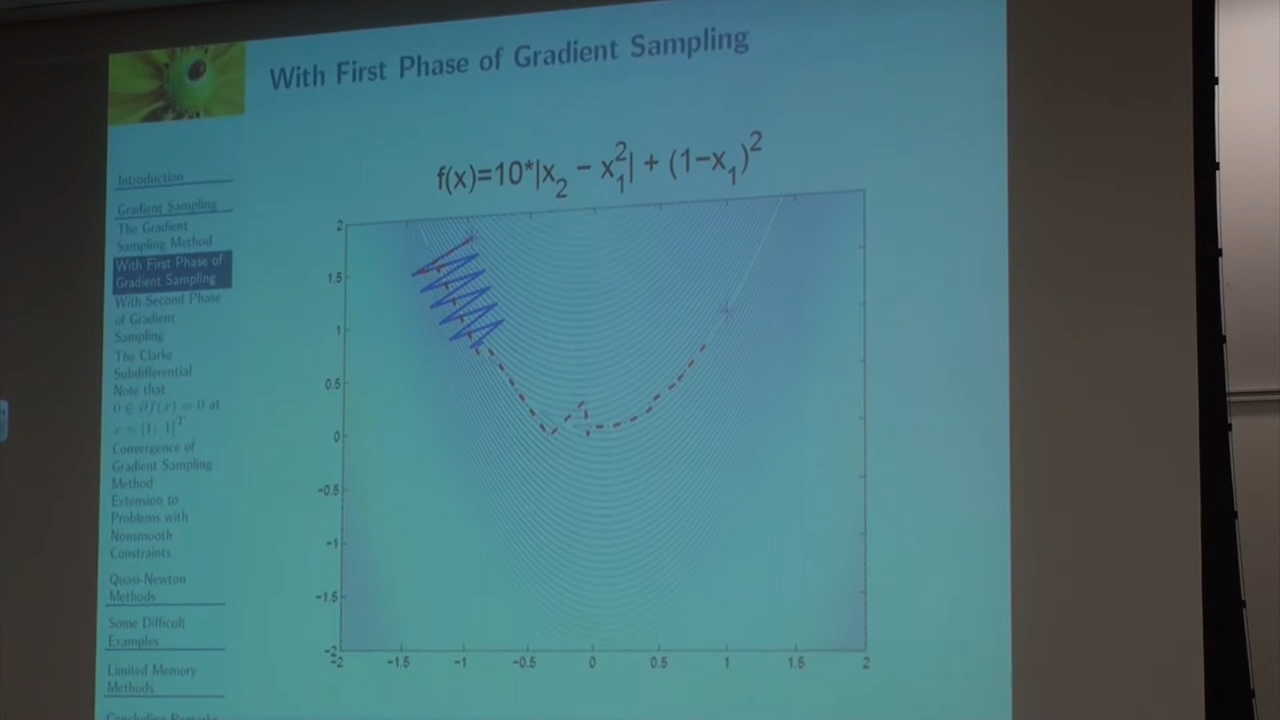 With First Phase of Gradient Sampling
f(x)=10*|x₂ − x₁²| + (1−x₁)²
Introduction
Gradient Sampling
The Gradient
Sampling Method
With First Phase of
Gradient Sampling
With Second Phase
of Gradient
Sampling
The Clarke
Subdifferential
Note that
0 ∈ ∂f(x) = 0 at
x = [1; 1]ᵀ
Convergence of
Gradient Sampling
Method
Extension to
Problems with
Nonsmooth
Constraints
Quasi-Newton
Methods
Some Difficult
Examples
Limited Memory
Methods
Concluding Remarks
2
1.5
1
0.5
0
−0.5
−1
−1.5
−2
−2 −1.5 −1 −0.5 0 0.5 1 1.5 2